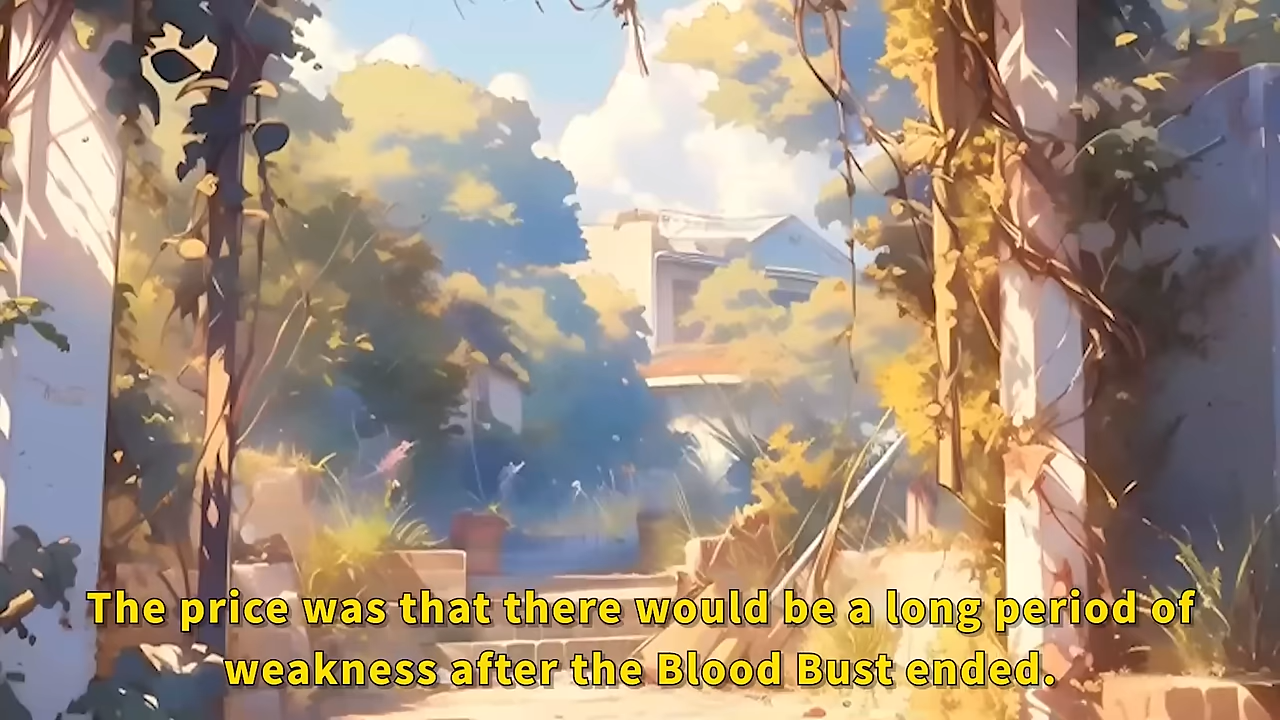 The price was that there would be a long period of
weakness after the Blood Bust ended.